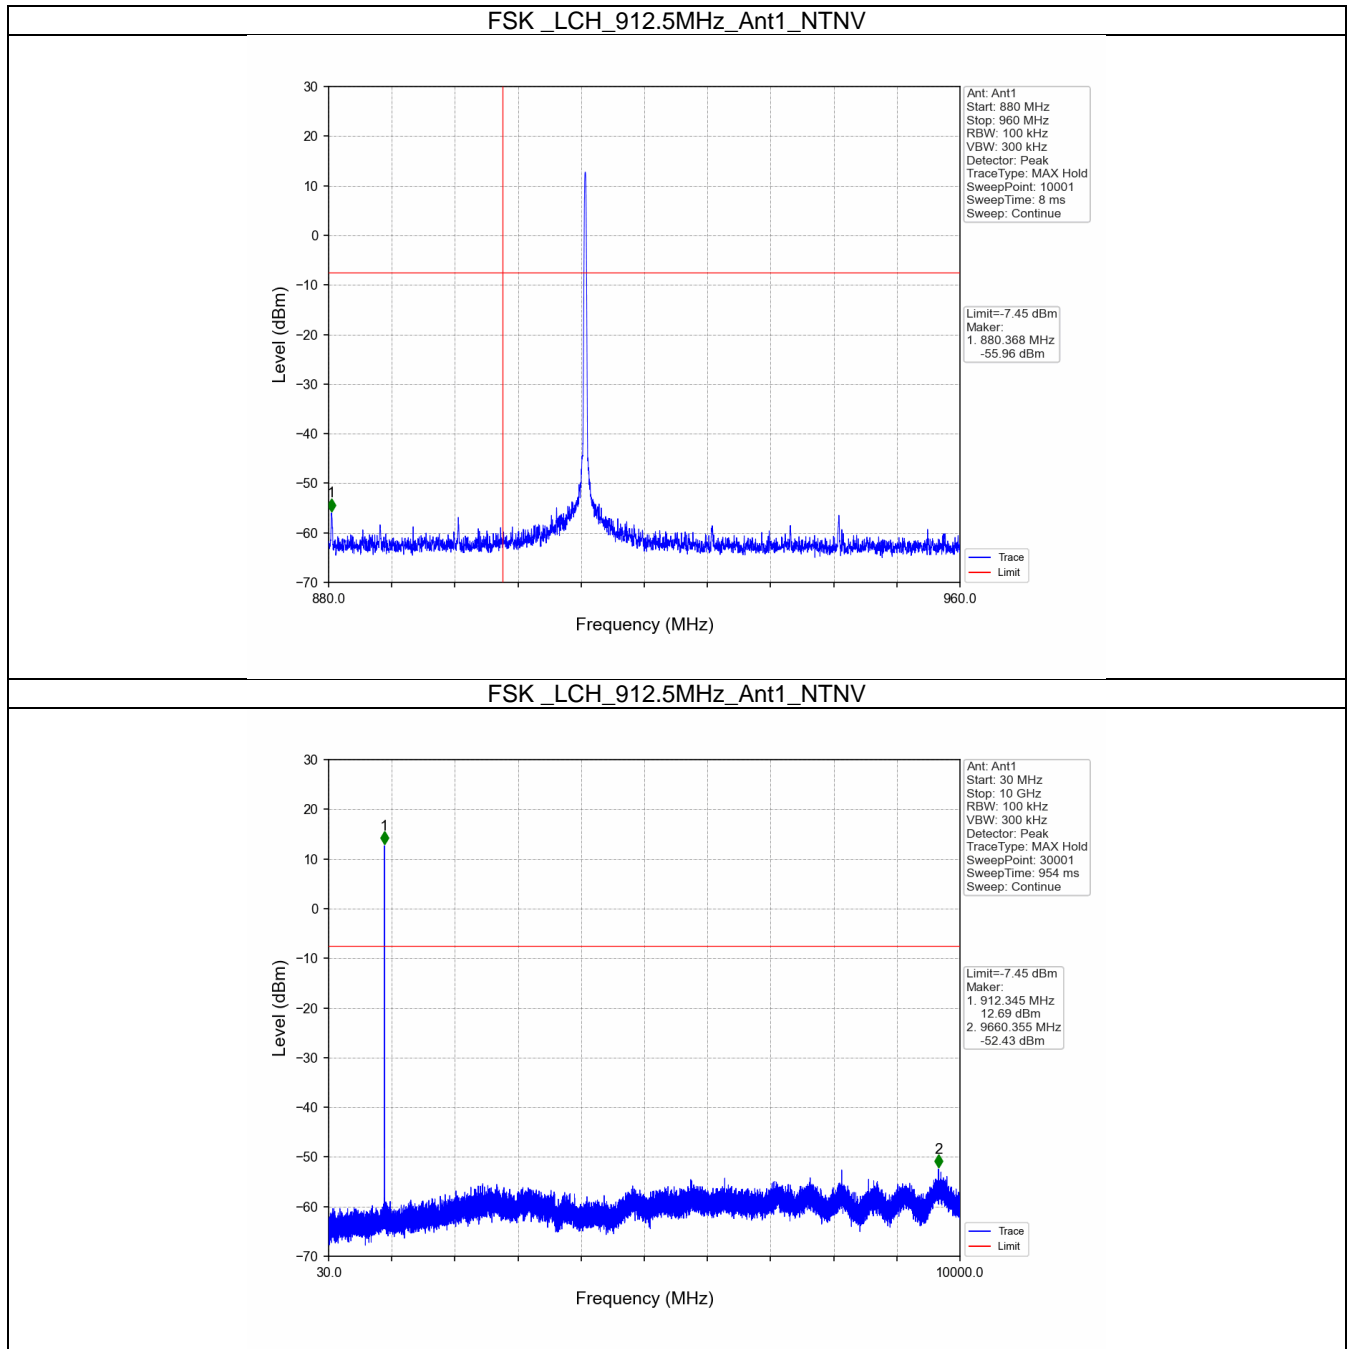 FSK _LCH_912.5MHz_Ant1_NTNV
30
20
10
0
−10
−20
−30
−40
−50
−60
−70
Level (dBm)
1
880.0
960.0
Frequency (MHz)
Ant: Ant1
Start: 880 MHz
Stop: 960 MHz
RBW: 100 kHz
VBW: 300 kHz
Detector: Peak
TraceType: MAX Hold
SweepPoint: 10001
SweepTime: 8 ms
Sweep: Continue
Limit=-7.45 dBm
Maker:
1. 880.368 MHz
-55.96 dBm
Trace
Limit
FSK _LCH_912.5MHz_Ant1_NTNV
30
20
10
0
−10
−20
−30
−40
−50
−60
−70
Level (dBm)
1
2
30.0
10000.0
Frequency (MHz)
Ant: Ant1
Start: 30 MHz
Stop: 10 GHz
RBW: 100 kHz
VBW: 300 kHz
Detector: Peak
TraceType: MAX Hold
SweepPoint: 30001
SweepTime: 954 ms
Sweep: Continue
Limit=-7.45 dBm
Maker:
1. 912.345 MHz
12.69 dBm
2. 9660.355 MHz
-52.43 dBm
Trace
Limit